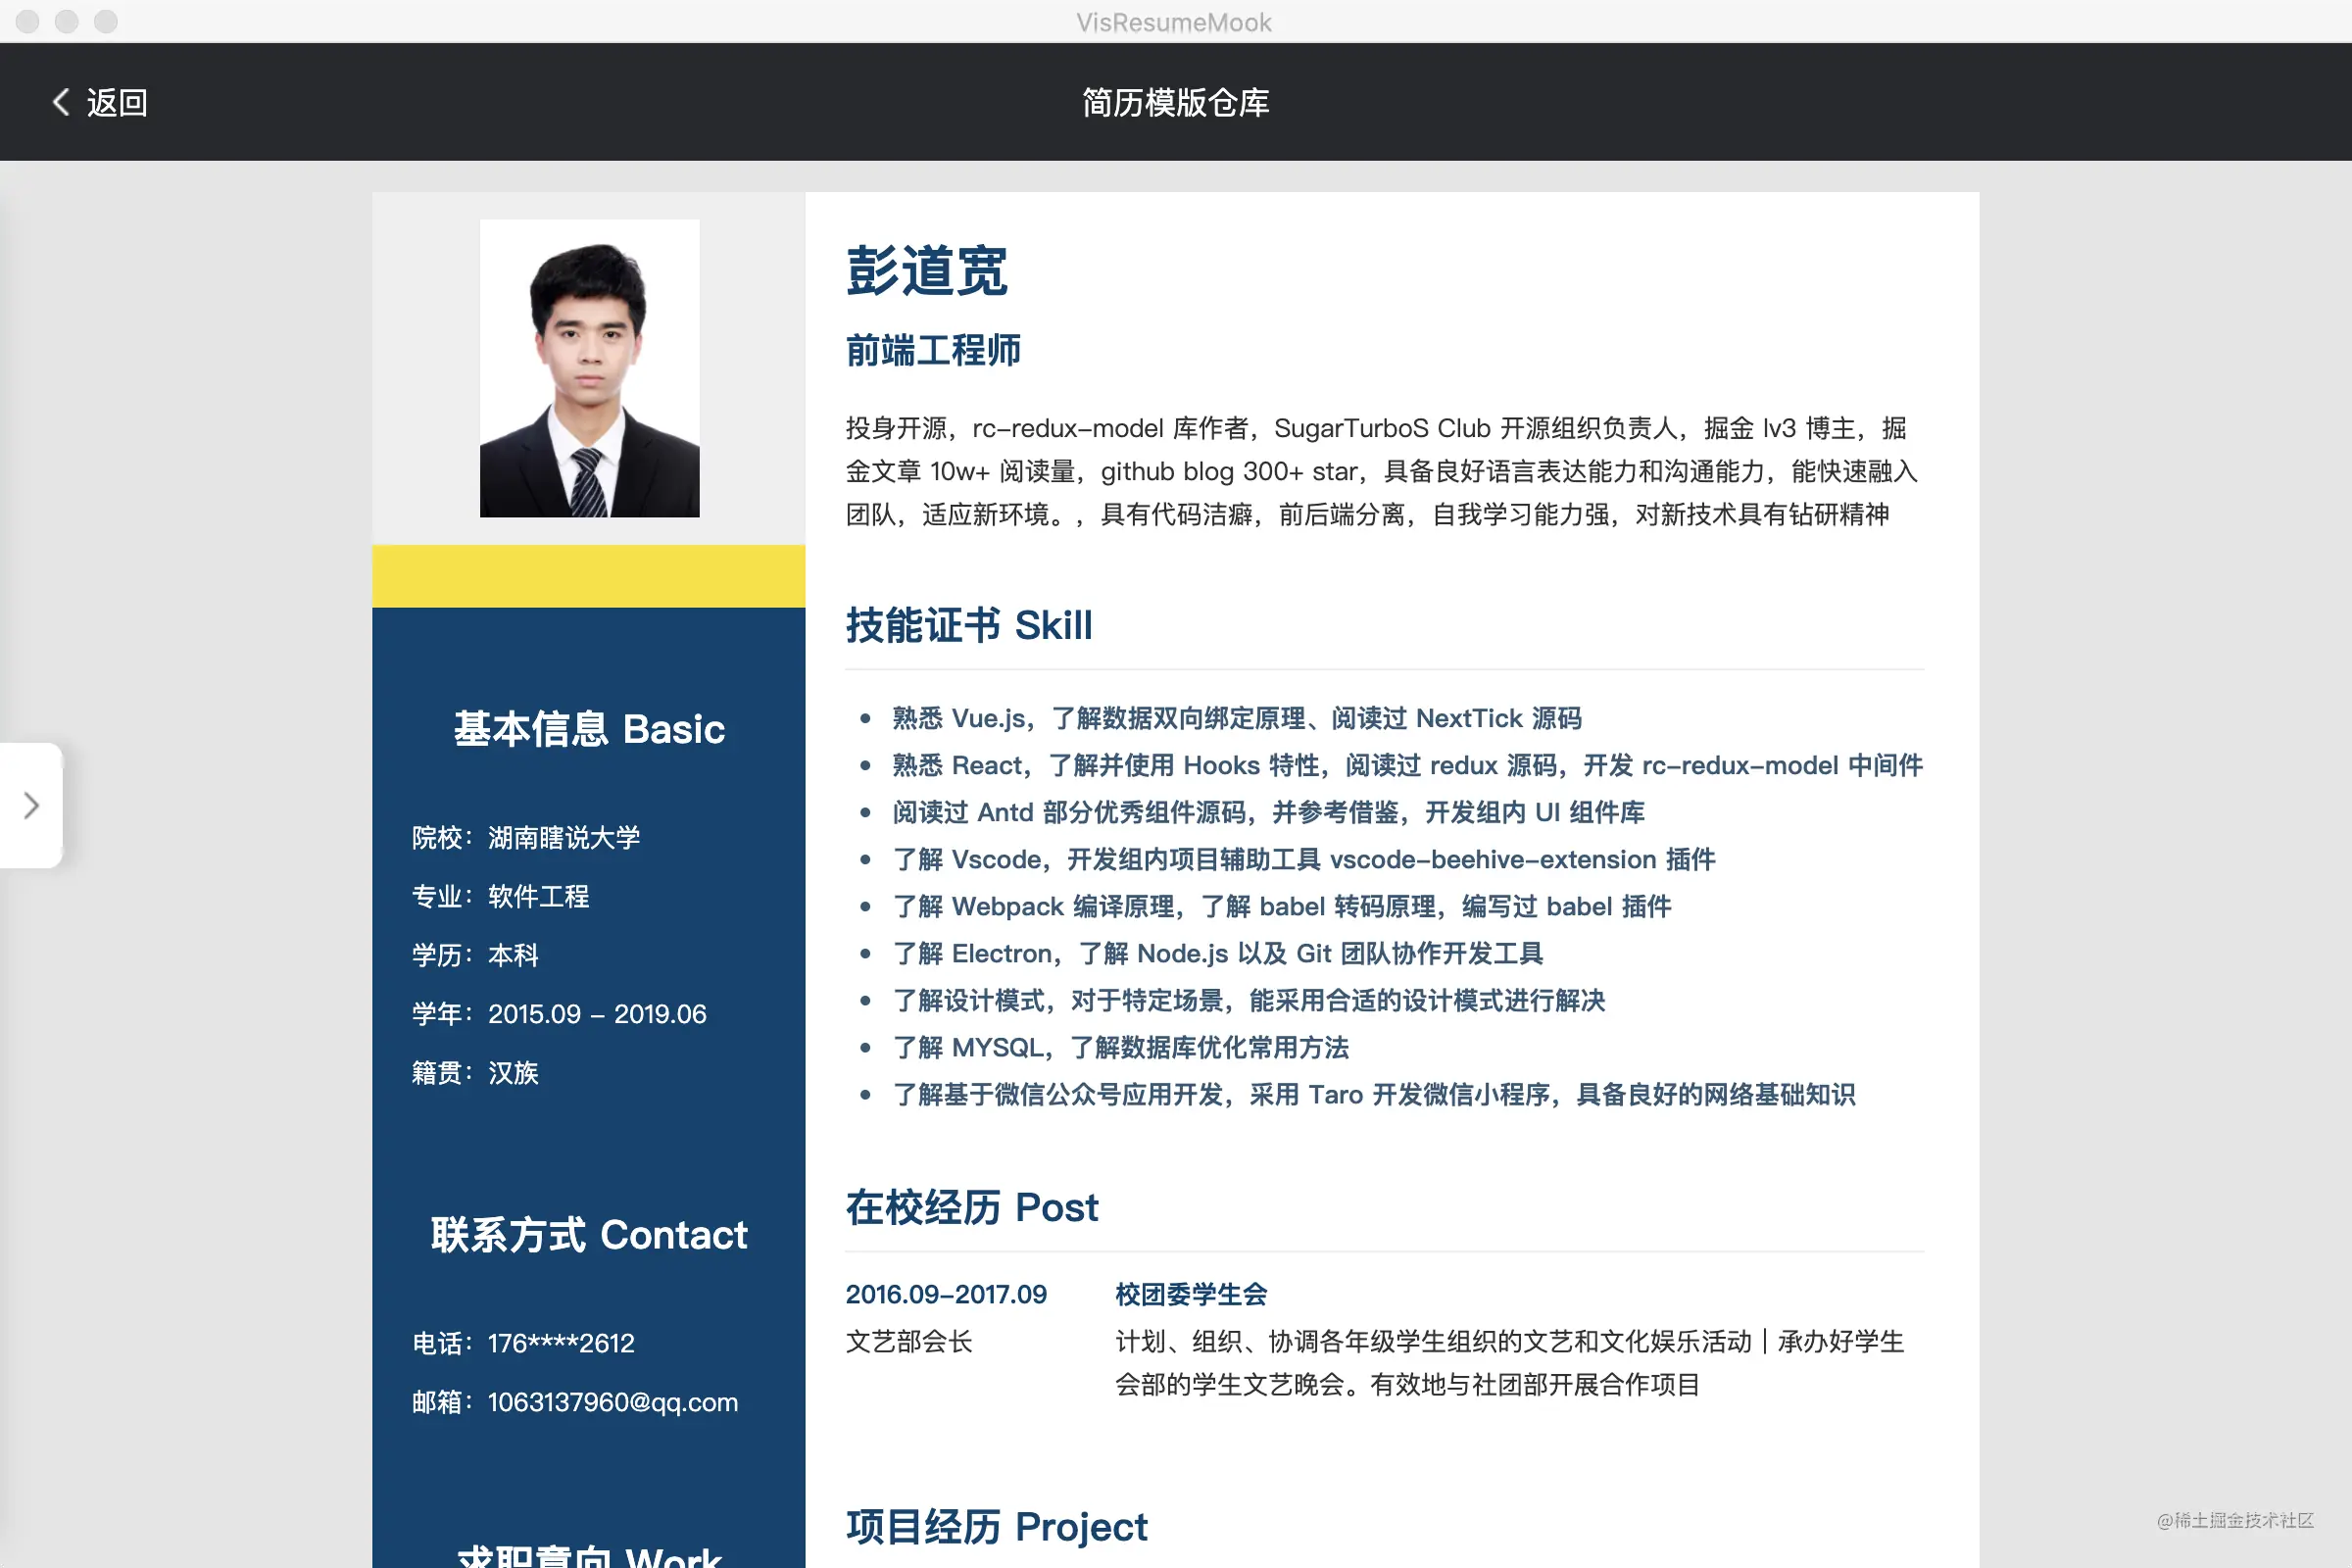 VisResumeMook
返回
简历模版仓库
彭道宽
前端工程师
投身开源，rc-redux-model 库作者，SugarTurboS Club 开源组织负责人，掘金 lv3 博主，掘
金文章 10w+ 阅读量，github blog 300+ star，具备良好语言表达能力和沟通能力，能快速融入
团队，适应新环境。，具有代码洁癖，前后端分离，自我学习能力强，对新技术具有钻研精神
基本信息 Basic
院校：湖南瞎说大学
专业：软件工程
学历：本科
学年：2015.09 - 2019.06
籍贯：汉族
联系方式 Contact
电话：176****2612
邮箱：1063137960@qq.com
求职意向 Work
技能证书 Skill
熟悉 Vue.js，了解数据双向绑定原理、阅读过 NextTick 源码
熟悉 React，了解并使用 Hooks 特性，阅读过 redux 源码，开发 rc-redux-model 中间件
阅读过 Antd 部分优秀组件源码，并参考借鉴，开发组内 UI 组件库
了解 Vscode，开发组内项目辅助工具 vscode-beehive-extension 插件
了解 Webpack 编译原理，了解 babel 转码原理，编写过 babel 插件
了解 Electron，了解 Node.js 以及 Git 团队协作开发工具
了解设计模式，对于特定场景，能采用合适的设计模式进行解决
了解 MYSQL，了解数据库优化常用方法
了解基于微信公众号应用开发，采用 Taro 开发微信小程序，具备良好的网络基础知识
在校经历 Post
2016.09-2017.09 校团委学生会
文艺部会长 计划、组织、协调各年级学生组织的文艺和文化娱乐活动｜承办好学生
会部的学生文艺晚会。有效地与社团部开展合作项目
项目经历 Project
@稀土掘金技术社区